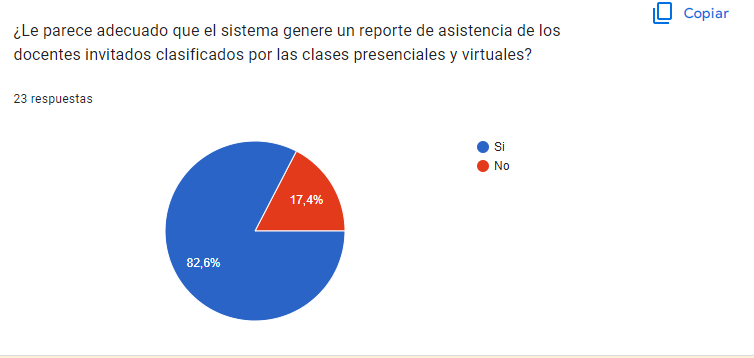 ¿Le parece adecuado que el sistema genere un reporte de asistencia de los
docentes invitados clasificados por las clases presenciales y virtuales?
Copiar
23 respuestas
Si
No
17,4%
82,6%